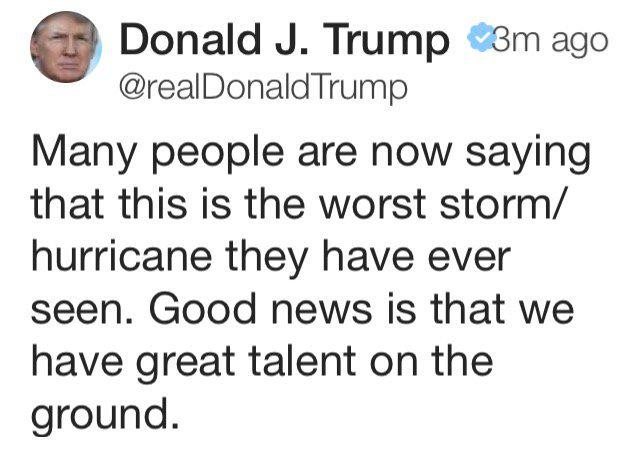 Donald J. Trump 3m ago
@realDonaldTrump
Many people are now saying
that this is the worst storm/
hurricane they have ever
seen. Good news is that we
have great talent on the
ground.